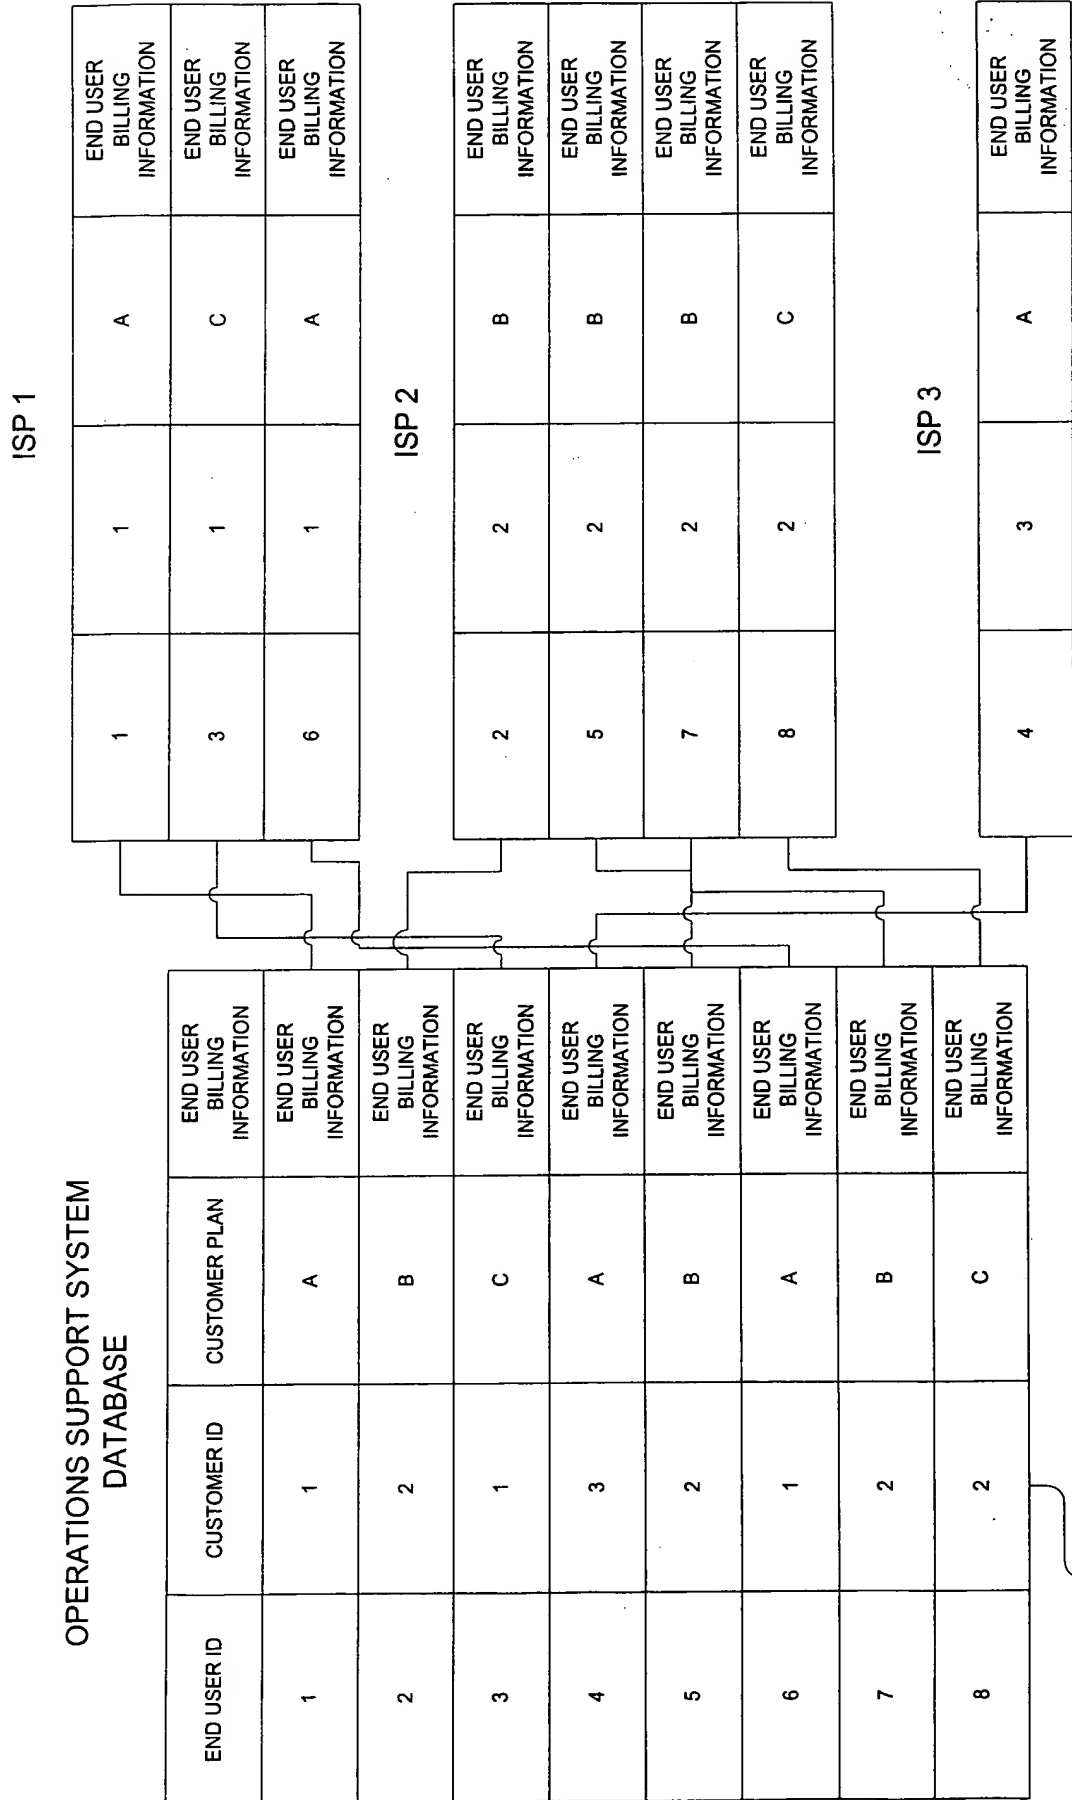 OPERATIONS SUPPORT SYSTEM
DATABASE
END USER ID
CUSTOMER ID
CUSTOMER PLAN
END USER
BILLING
INFORMATION
1
1
A
END USER
BILLING
INFORMATION
2
2
B
END USER
BILLING
INFORMATION
3
1
C
END USER
BILLING
INFORMATION
4
3
A
END USER
BILLING
INFORMATION
5
2
B
END USER
BILLING
INFORMATION
6
1
A
END USER
BILLING
INFORMATION
7
2
B
END USER
BILLING
INFORMATION
8
2
C
END USER
BILLING
INFORMATION
ISP 1
1
1
A
END USER
BILLING
INFORMATION
3
1
C
END USER
BILLING
INFORMATION
6
1
A
END USER
BILLING
INFORMATION
ISP 2
2
2
B
END USER
BILLING
INFORMATION
5
2
B
END USER
BILLING
INFORMATION
7
2
B
END USER
BILLING
INFORMATION
8
2
C
END USER
BILLING
INFORMATION
ISP 3
4
3
A
END USER
BILLING
INFORMATION